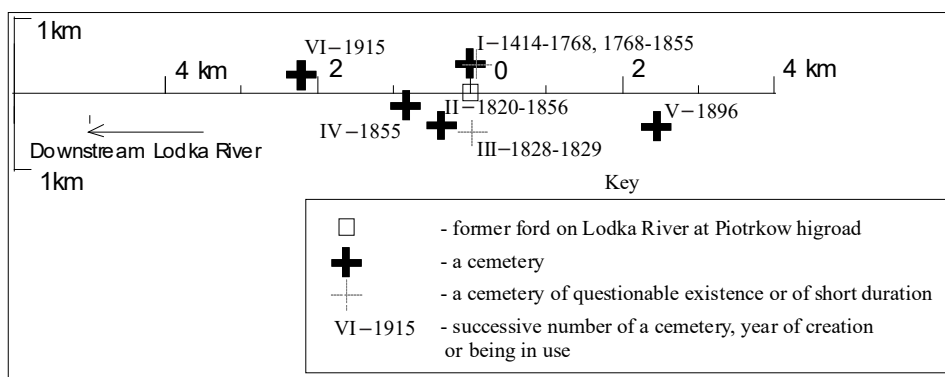 1km
VI−1915
I−1414-1768, 1768-1855
4 km
2
0
2
4 km
II−1820-1856
V−1896
IV−1855
III−1828-1829
Downstream Lodka River
1km
Key
- former ford on Lodka River at Piotrkow higroad
- a cemetery
- a cemetery of questionable existence or of short duration
VI−1915 - successive number of a cemetery, year of creation
or being in use